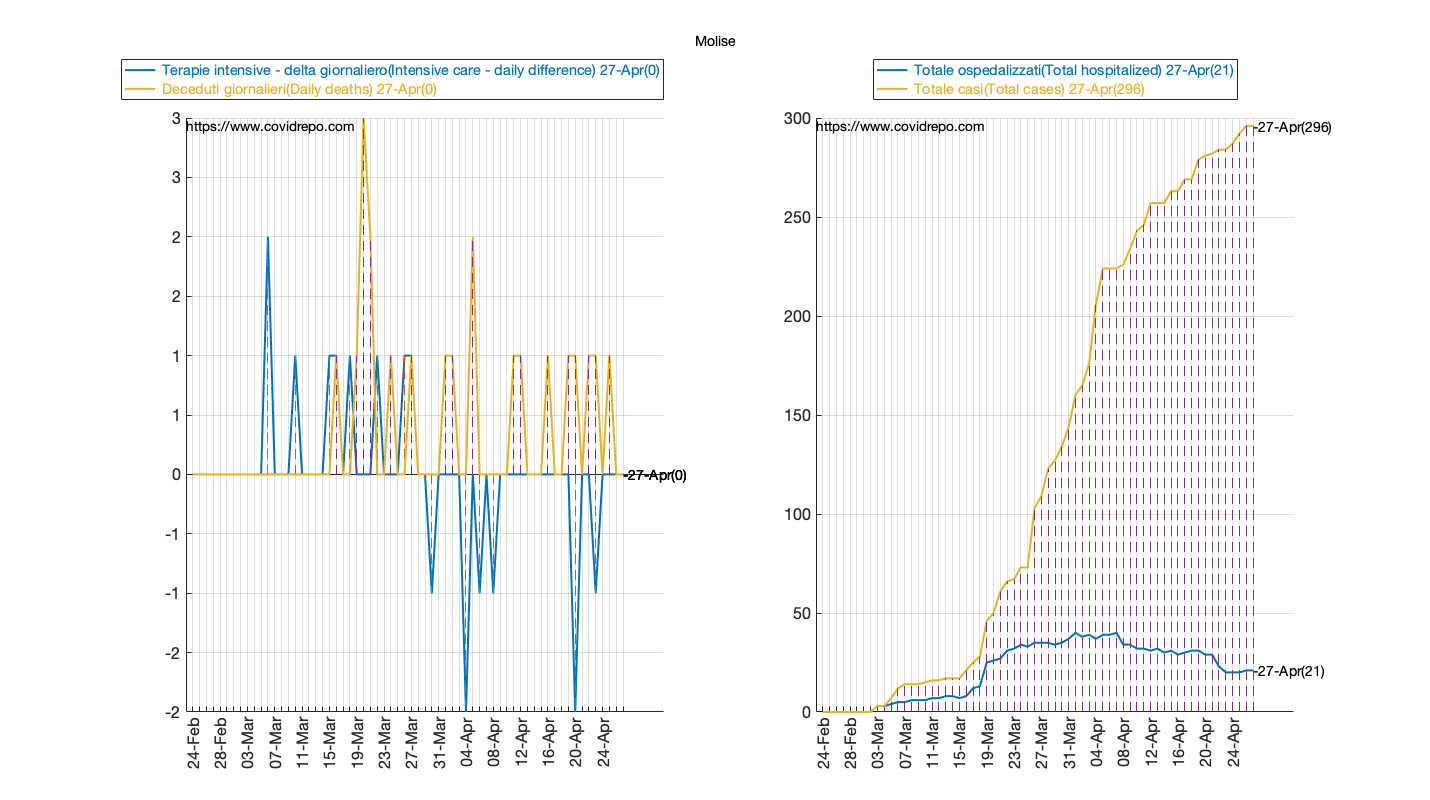 Molise
Terapie intensive - delta giornaliero(Intensive care - daily difference) 27-Apr(0)
Deceduti giornalieri(Daily deaths) 27-Apr(0)
https://www.covidrepo.com
3
3
2
2
1
1
0
-1
-1
-2
-2
-27-Apr(0)
24-Feb
28-Feb
03-Mar
07-Mar
11-Mar
15-Mar
19-Mar
23-Mar
27-Mar
31-Mar
04-Apr
08-Apr
12-Apr
16-Apr
20-Apr
24-Apr
Totale ospedalizzati(Total hospitalized) 27-Apr(21)
Totale casi(Total cases) 27-Apr(296)
https://www.covidrepo.com
300
250
200
150
100
50
0
-27-Apr(296)
-27-Apr(21)
24-Feb
28-Feb
03-Mar
07-Mar
11-Mar
15-Mar
19-Mar
23-Mar
27-Mar
31-Mar
04-Apr
08-Apr
12-Apr
16-Apr
20-Apr
24-Apr